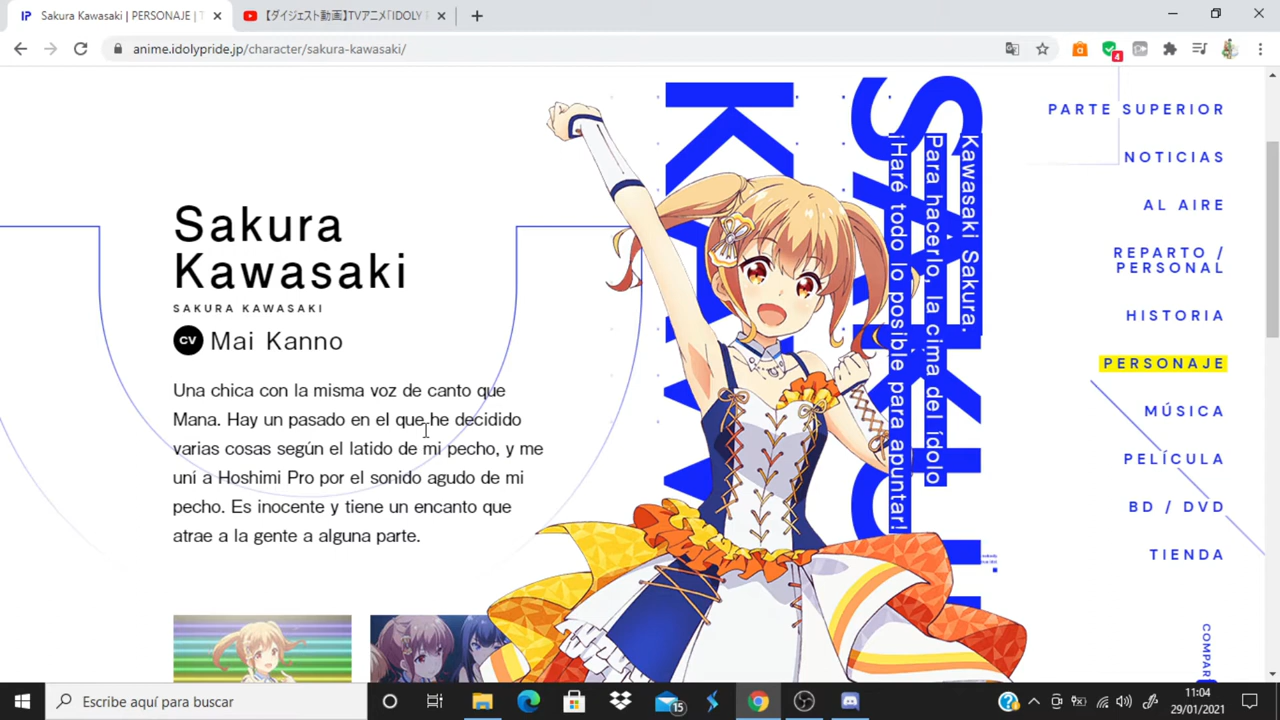 Sakura Kawasaki | PERSONAJE | T
【ダイジェスト動画】TVアニメ「IDOLY
anime.idolypride.jp/character/sakura-kawasaki/
4
Sakura
Kawasaki
SAKURA KAWASAKI
CV Mai Kanno
Una chica con la misma voz de canto que
Mana. Hay un pasado en el que he decidido
varias cosas según el latido de mi pecho, y me
uní a Hoshimi Pro por el sonido agudo de mi
pecho. Es inocente y tiene un encanto que
atrae a la gente a alguna parte.
Kawasaki Sakura.
Para hacerlo, la cima del ídolo
¡Haré todo lo posible para apuntar!
PARTE SUPERIOR
NOTICIAS
AL AIRE
REPARTO /
PERSONAL
HISTORIA
PERSONAJE
MÚSICA
PELÍCULA
BD / DVD
TIENDA
COMPAR
Escribe aquí para buscar
15
11:04
29/01/2021